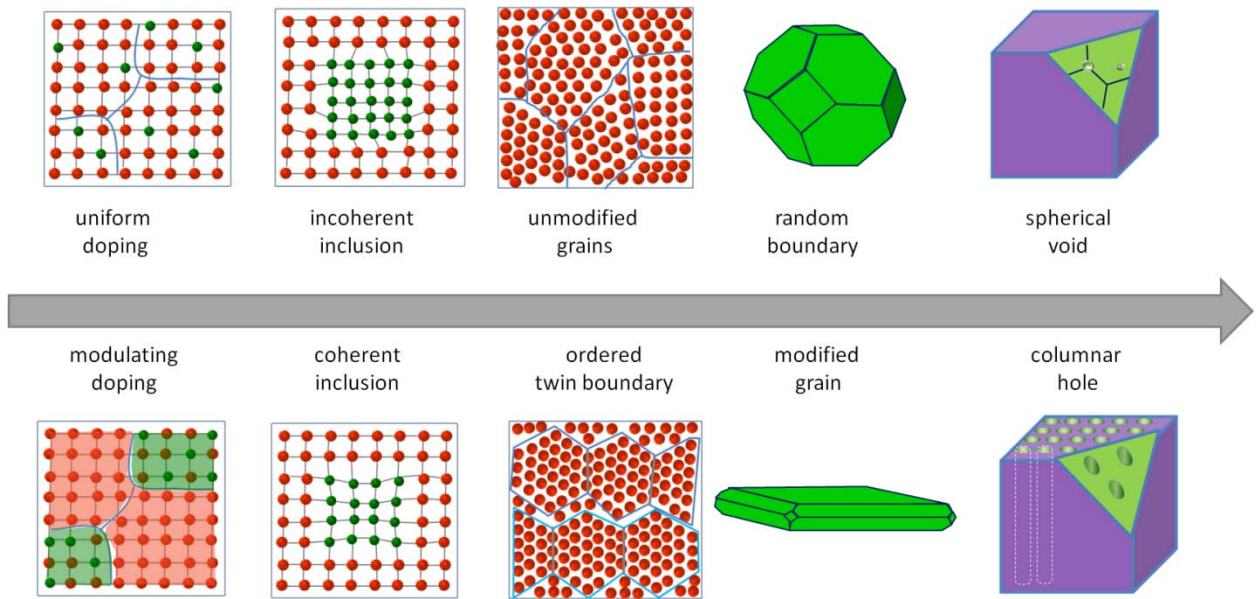 uniform
doping
incoherent
inclusion
unmodified
grains
random
boundary
spherical
void
modulating
doping
coherent
inclusion
ordered
twin boundary
modified
grain
columnar
hole